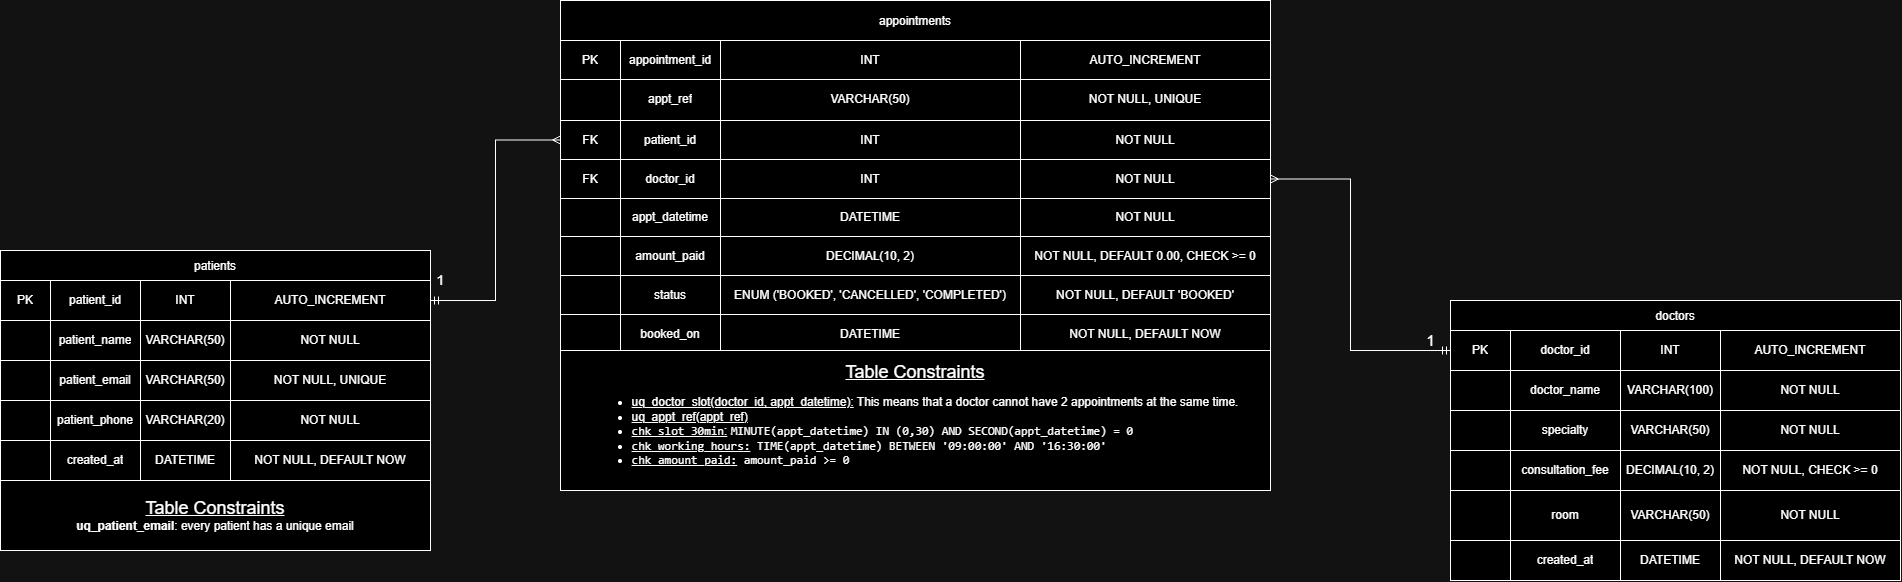 appointments
PK appointment_id INT AUTO_INCREMENT
appt_ref VARCHAR(50) NOT NULL, UNIQUE
FK patient_id INT NOT NULL
FK doctor_id INT NOT NULL
appt_datetime DATETIME NOT NULL
amount_paid DECIMAL(10, 2) NOT NULL, DEFAULT 0.00, CHECK >= 0
status ENUM ('BOOKED', 'CANCELLED', 'COMPLETED') NOT NULL, DEFAULT 'BOOKED'
booked_on DATETIME NOT NULL, DEFAULT NOW
Table Constraints
• uq_doctor_slot(doctor_id, appt_datetime): This means that a doctor cannot have 2 appointments at the same time.
• uq_appt_ref(appt_ref)
• chk_slot_30min: MINUTE(appt_datetime) IN (0,30) AND SECOND(appt_datetime) = 0
• chk_working_hours: TIME(appt_datetime) BETWEEN '09:00:00' AND '16:30:00'
• chk_amount_paid: amount_paid >= 0
patients
1
PK patient_id INT AUTO_INCREMENT
patient_name VARCHAR(50) NOT NULL
patient_email VARCHAR(50) NOT NULL, UNIQUE
patient_phone VARCHAR(20) NOT NULL
created_at DATETIME NOT NULL, DEFAULT NOW
Table Constraints
uq_patient_email: every patient has a unique email
doctors
1
PK doctor_id INT AUTO_INCREMENT
doctor_name VARCHAR(100) NOT NULL
specialty VARCHAR(50) NOT NULL
consultation_fee DECIMAL(10, 2) NOT NULL, CHECK >= 0
room VARCHAR(50) NOT NULL
created_at DATETIME NOT NULL, DEFAULT NOW